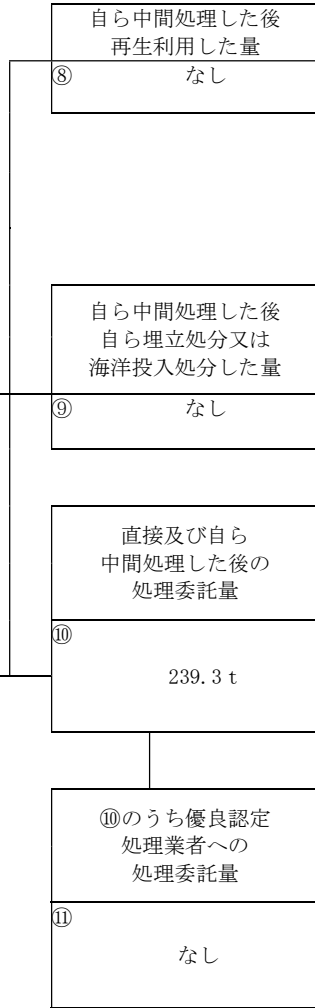 自ら中間処理した後
再生利用した量
⑧ なし
自ら中間処理した後
自ら埋立処分又は
海洋投入処分した量
⑨ なし
直接及び自ら
中間処理した後の
処理委託量
⑩
239.3 t
⑩のうち優良認定
処理業者への
処理委託量
⑪
なし